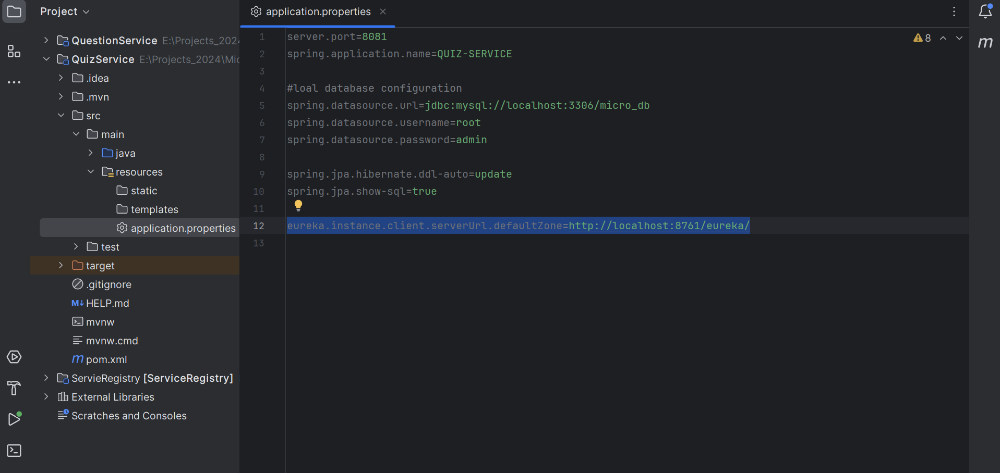 Project
QuestionService E:\Projects_202
QuizService E:\Projects_2024\Mic
.idea
.mvn
src
main
java
resources
static
templates
application.properties
test
target
.gitignore
M↓ HELP.md
mvnw
mvnw.cmd
m pom.xml
ServieRegistry [ServiceRegistry]
External Libraries
Scratches and Consoles
application.properties
8
m
1 server.port=8081
2 spring.application.name=QUIZ-SERVICE
3
4 #loal database configuration
5 spring.datasource.url=jdbc:mysql://localhost:3306/micro_db
6 spring.datasource.username=root
7 spring.datasource.password=admin
8
9 spring.jpa.hibernate.ddl-auto=update
10 spring.jpa.show-sql=true
11
12 eureka.instance.client.serverUrl.defaultZone=http://localhost:8761/eureka/
13